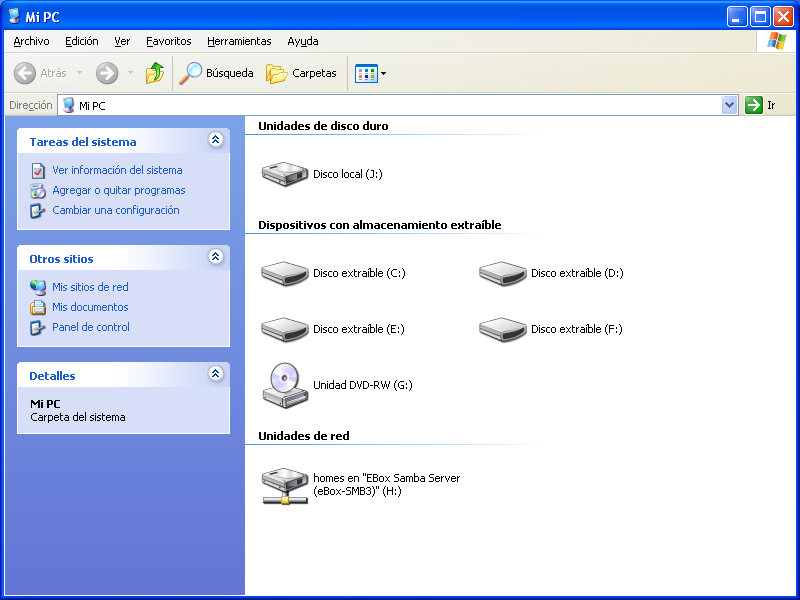 Mi PC
Archivo Edición Ver Favoritos Herramientas Ayuda
Atrás Búsqueda Carpetas
Dirección Mi PC Ir
Tareas del sistema
Ver información del sistema
Agregar o quitar programas
Cambiar una configuración
Otros sitios
Mis sitios de red
Mis documentos
Panel de control
Detalles
Mi PC
Carpeta del sistema
Unidades de disco duro
Disco local (J:)
Dispositivos con almacenamiento extraíble
Disco extraíble (C:) Disco extraíble (D:)
Disco extraíble (E:) Disco extraíble (F:)
Unidad DVD-RW (G:)
Unidades de red
homes en "EBox Samba Server
(eBox-SMB3)" (H:)